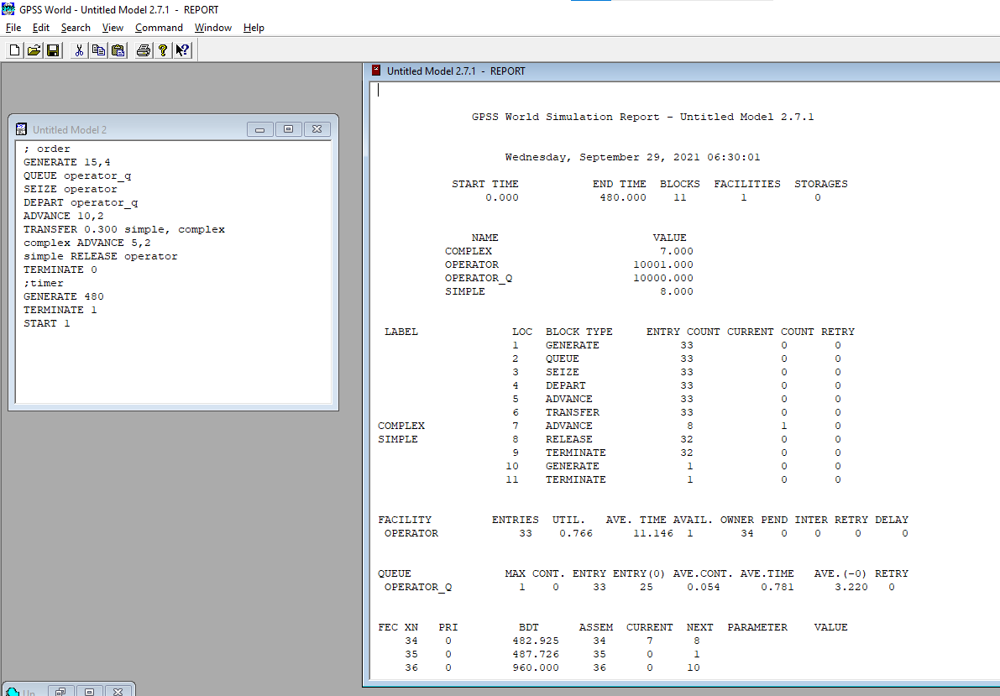 GPSS World - Untitled Model 2.7.1 - REPORT
File Edit Search View Command Window Help
Untitled Model 2
; order
GENERATE 15,4
QUEUE operator_q
SEIZE operator
DEPART operator_q
ADVANCE 10,2
TRANSFER 0.300 simple, complex
complex ADVANCE 5,2
simple RELEASE operator
TERMINATE 0
;timer
GENERATE 480
TERMINATE 1
START 1
Un
Untitled Model 2.7.1 - REPORT
GPSS World Simulation Report - Untitled Model 2.7.1
Wednesday, September 29, 2021 06:30:01
START TIME END TIME BLOCKS FACILITIES STORAGES
0.000 480.000 11 1 0
NAME VALUE
COMPLEX 7.000
OPERATOR 10001.000
OPERATOR_Q 10000.000
SIMPLE 8.000
LABEL LOC BLOCK TYPE ENTRY COUNT CURRENT COUNT RETRY
1 GENERATE 33 0 0
2 QUEUE 33 0 0
3 SEIZE 33 0 0
4 DEPART 33 0 0
5 ADVANCE 33 0 0
6 TRANSFER 33 0 0
COMPLEX 7 ADVANCE 8 1 0
SIMPLE 8 RELEASE 32 0 0
9 TERMINATE 32 0 0
10 GENERATE 1 0 0
11 TERMINATE 1 0 0
FACILITY ENTRIES UTIL. AVE. TIME AVAIL. OWNER PEND INTER RETRY DELAY
OPERATOR 33 0.766 11.146 1 34 0 0 0 0
QUEUE MAX CONT. ENTRY ENTRY(0) AVE.CONT. AVE.TIME AVE.(-0) RETRY
OPERATOR_Q 1 0 33 25 0.054 0.781 3.220 0
FEC XN PRI BDT ASSEM CURRENT NEXT PARAMETER VALUE
34 0 482.925 34 7 8
35 0 487.726 35 0 1
36 0 960.000 36 0 10